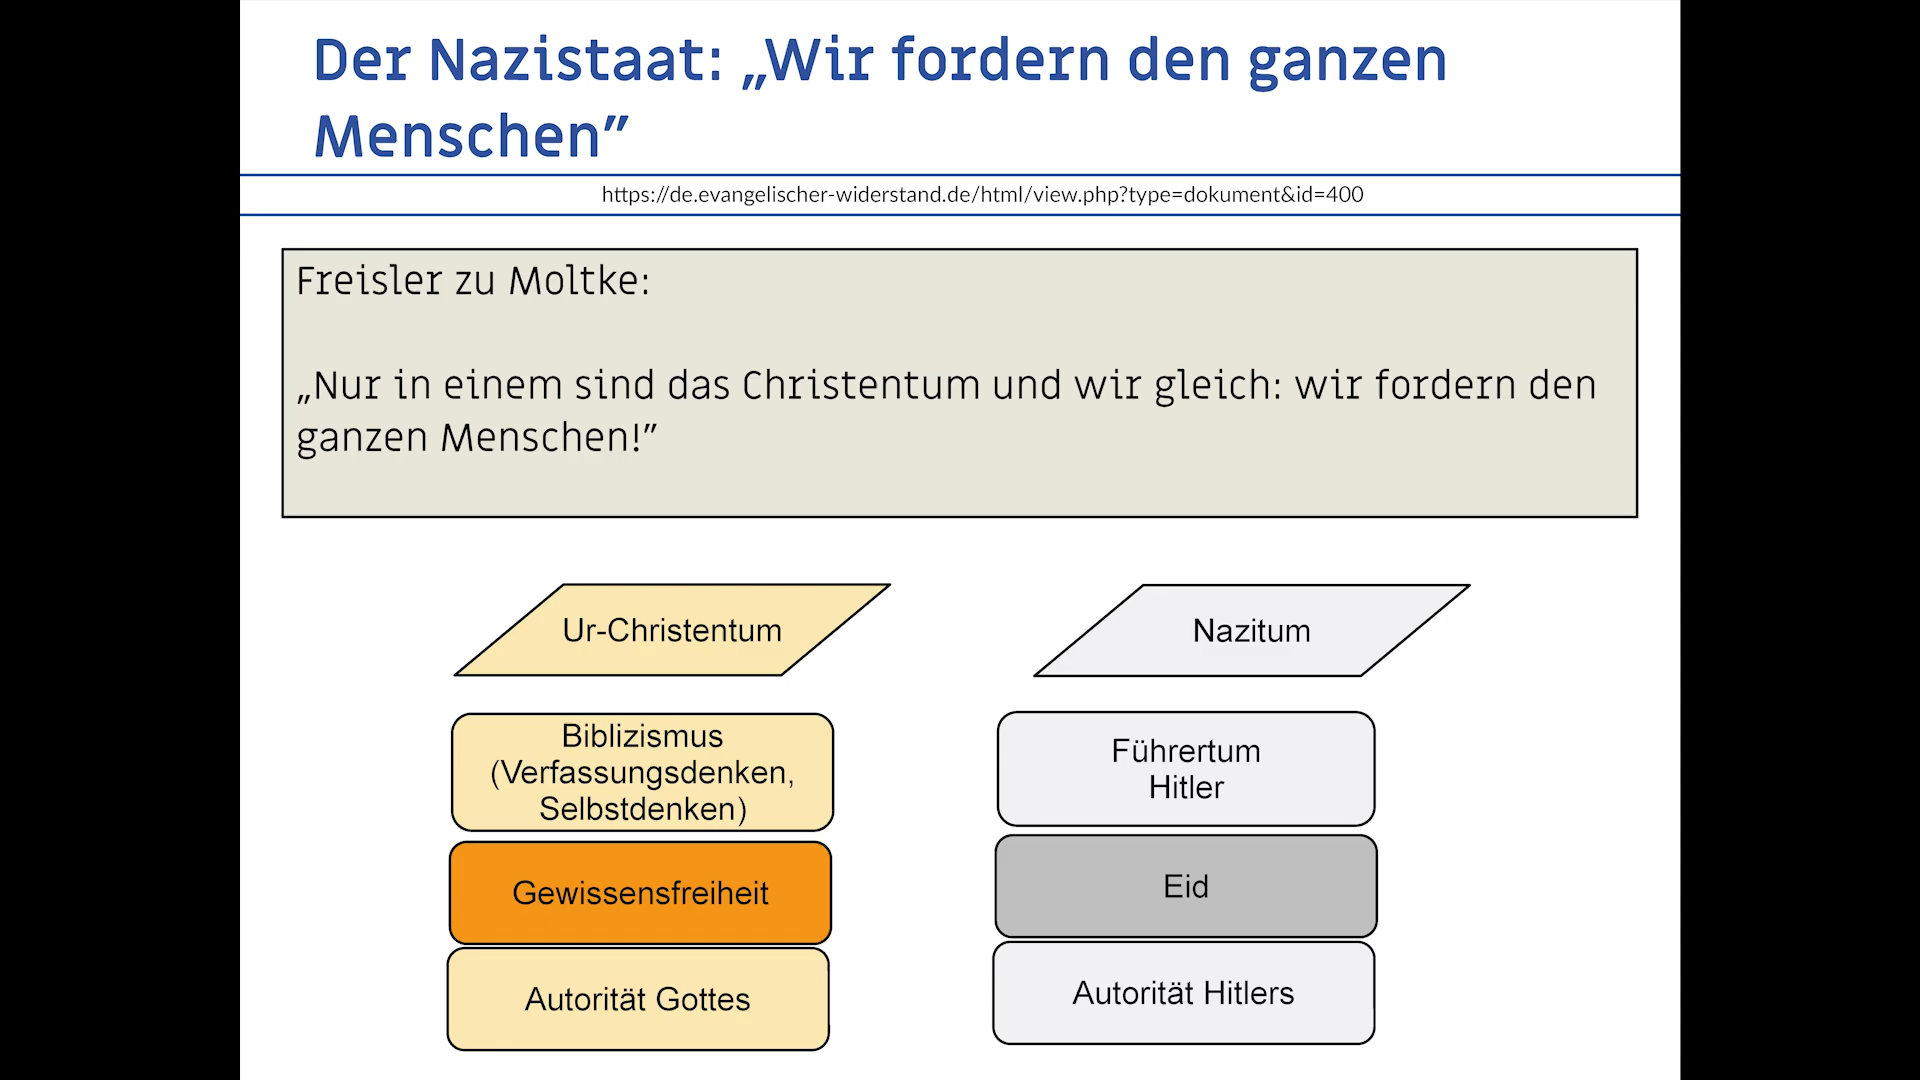 Der Nazistaat: „Wir fordern den ganzen
Menschen”
https://de.evangelischer-widerstand.de/html/view.php?type=dokument&id=400
Freisler zu Moltke:
„Nur in einem sind das Christentum und wir gleich: wir fordern den
ganzen Menschen!”
Ur-Christentum
Biblizismus
(Verfassungsdenken,
Selbstdenken)
Gewissensfreiheit
Autorität Gottes
Nazitum
Führertum
Hitler
Eid
Autorität Hitlers